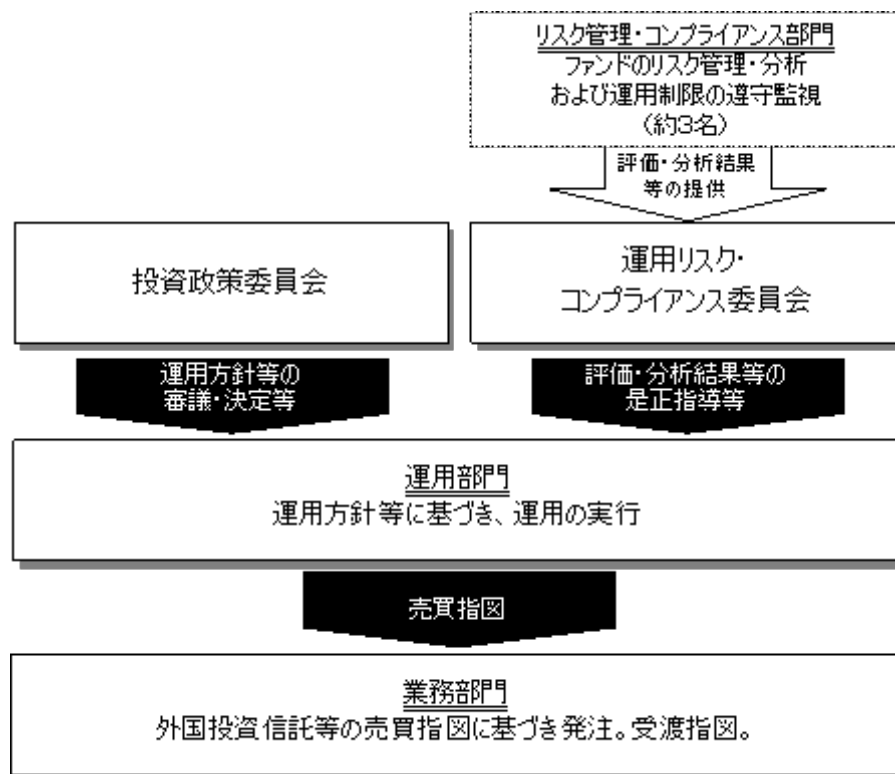 リスク管理・コンプライアンス部門
ファンドのリスク管理・分析
および運用制限の遵守監視
(約3名)
評価・分析結果
等の提供
投資政策委員会
運用リスク・
コンプライアンス委員会
運用方針等の
審議・決定等
評価・分析結果等の
是正指導等
運用部門
運用方針等に基づき、運用の実行
売買指図
業務部門
外国投資信託等の売買指図に基づき発注。受渡指図。